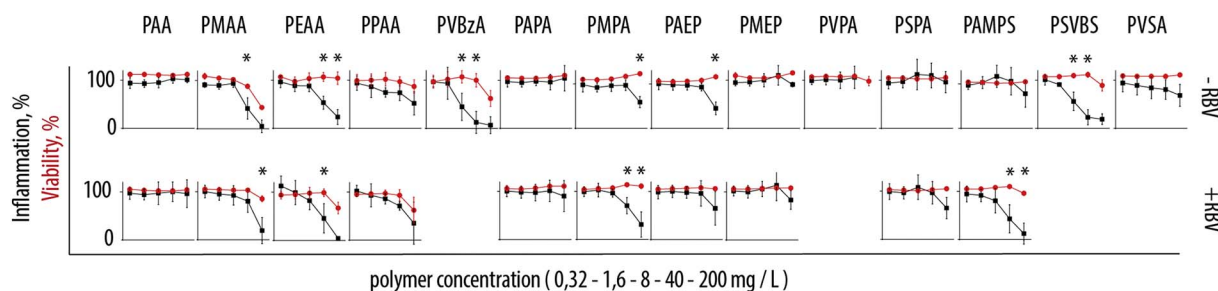 PAA PMAA PEAA PPAA PVBzA PAPA PMPA PAEP PMEP PVPA PSPA PAMPS PSVBS PVSA
* * * * * * * * *
Inflammation, %
Viability, %
100
0
- RBV
* * * * * *
100
0
+RBV
polymer concentration ( 0,32 - 1,6 - 8 - 40 - 200 mg / L )